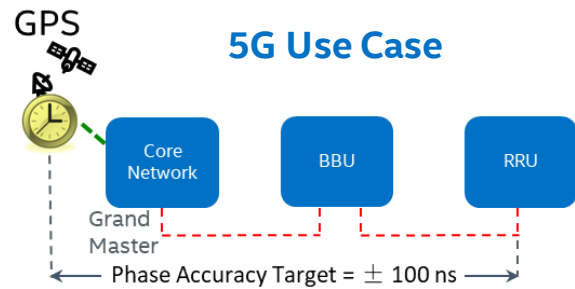 GPS
5G Use Case
Core
Network
BBU
RRU
Grand
Master
Phase Accuracy Target = ± 100 ns